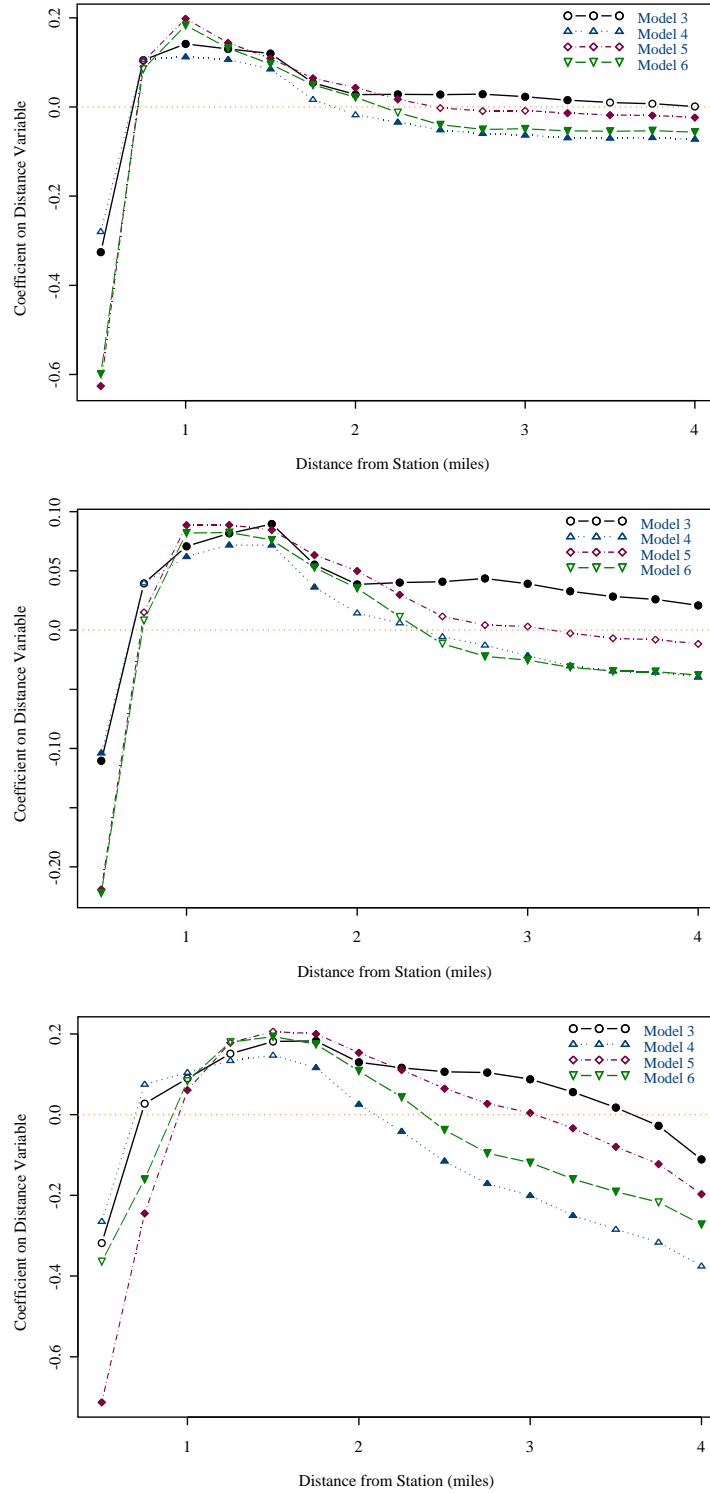 0.2
0.0
-0.2
-0.4
-0.6
Coefficient on Distance Variable
Model 3
Model 4
Model 5
Model 6
1 2 3 4
Distance from Station (miles)
0.10
0.05
0.0
-0.10
-0.20
Coefficient on Distance Variable
Model 3
Model 4
Model 5
Model 6
1 2 3 4
Distance from Station (miles)
0.2
0.0
-0.2
-0.4
-0.6
Coefficient on Distance Variable
Model 3
Model 4
Model 5
Model 6
1 2 3 4
Distance from Station (miles)